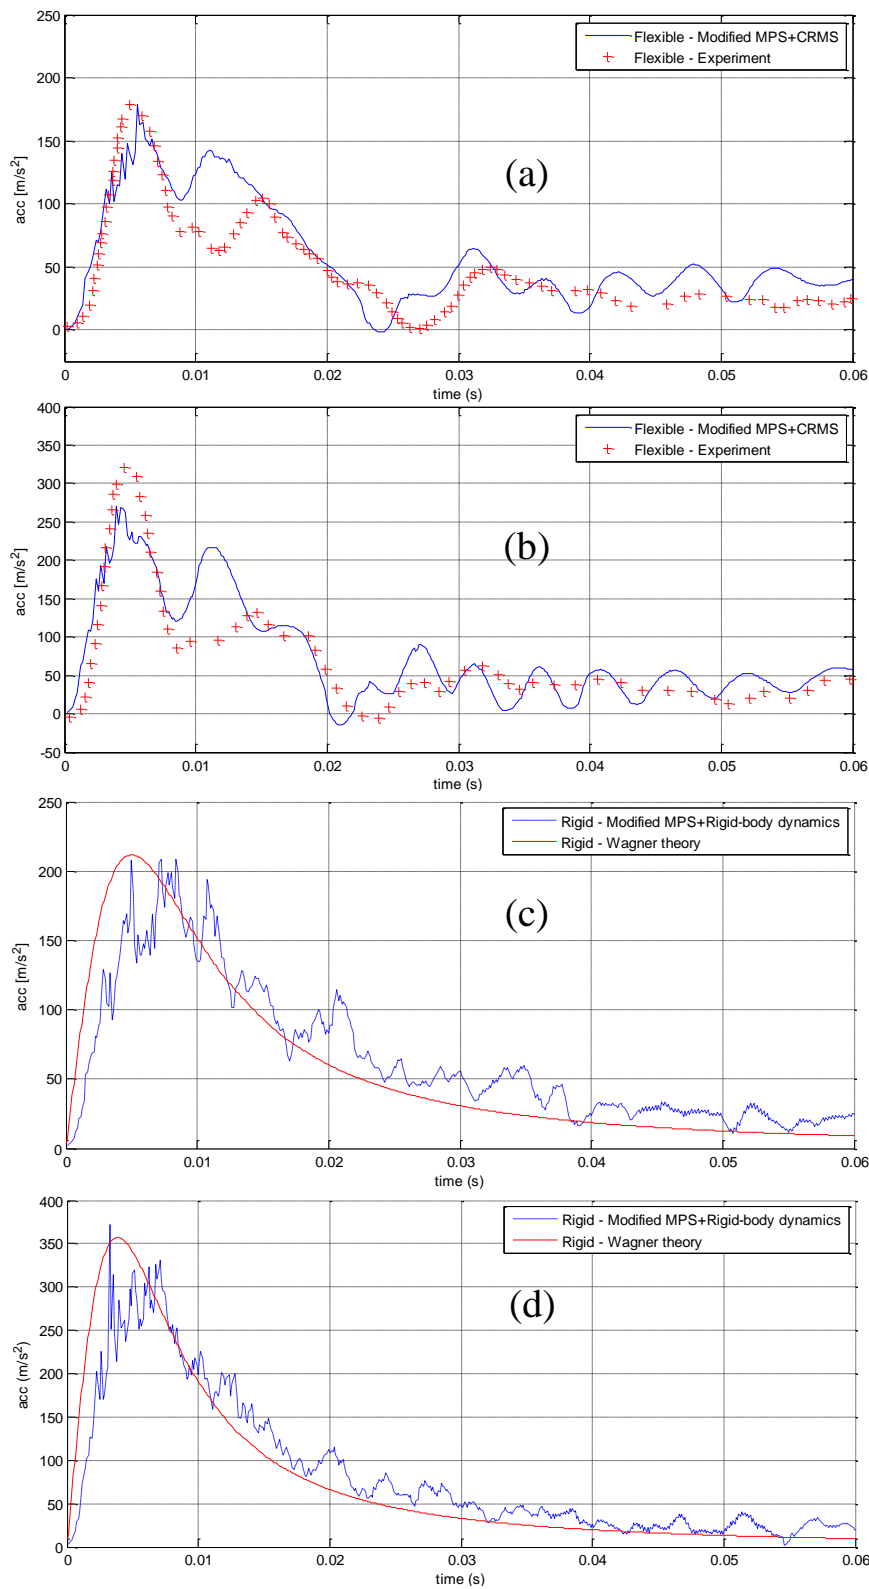 250
200
150
100
50
0
acc [m/s²]
Flexible - Modified MPS+CRMS
Flexible - Experiment
(a)
0 0.01 0.02 0.03 0.04 0.05 0.06
time (s)
400
350
300
250
200
150
100
50
0
-50
acc [m/s²]
Flexible - Modified MPS+CRMS
Flexible - Experiment
(b)
0 0.01 0.02 0.03 0.04 0.05 0.06
time (s)
250
200
150
100
50
0
acc [m/s²]
Rigid - Modified MPS+Rigid-body dynamics
Rigid - Wagner theory
(c)
0 0.01 0.02 0.03 0.04 0.05 0.06
time (s)
400
350
300
250
200
150
100
50
0
acc (m/s²)
Rigid - Modified MPS+Rigid-body dynamics
Rigid - Wagner theory
(d)
0 0.01 0.02 0.03 0.04 0.05 0.06
time (s)